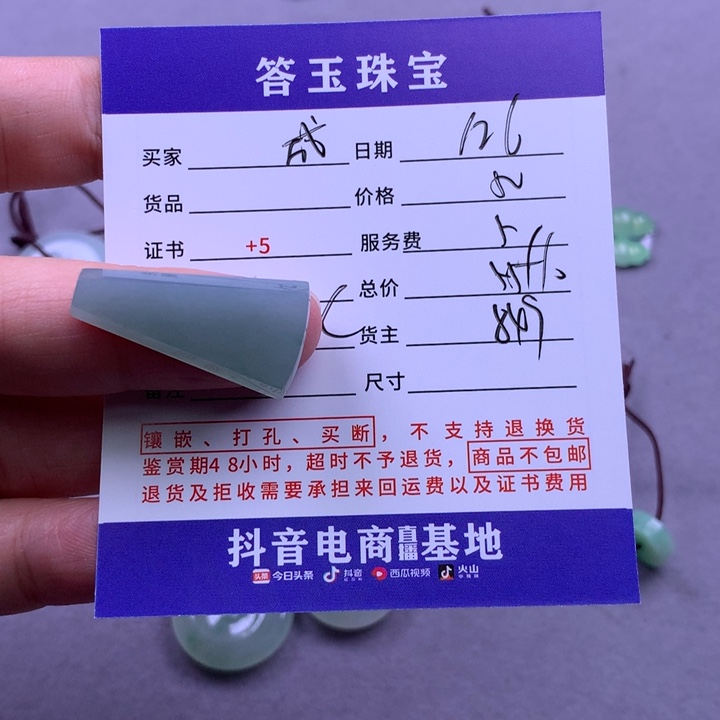 答玉珠宝
买家 成 日期 126
货品 价格
证书 +5 服务费
总价
货主
备注 尺寸
镶嵌、打孔、买断，不支持退换货
鉴赏期48小时，超时不予退货，商品不包邮
退货及拒收需要承担来回运费以及证书费用
抖音电商直播基地
头条 今日头条 抖音 西瓜视频 火山